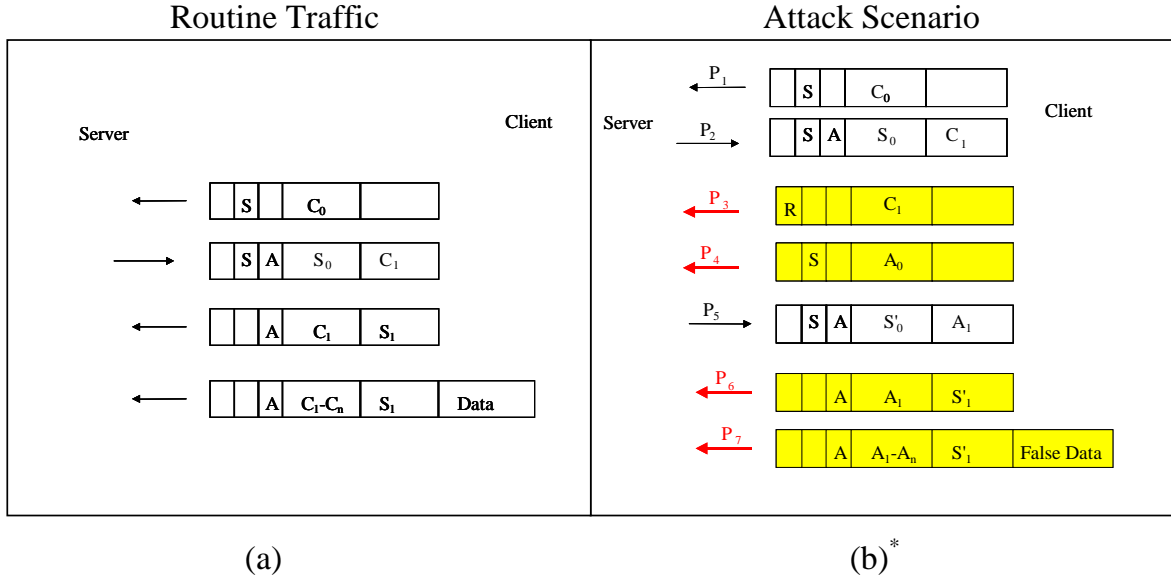 Routine Traffic
Server
Client
S C₀
S A S₀ C₁
A C₁ S₁
A C₁-Cₙ S₁ Data
(a)
Attack Scenario
Server
Client
P₁ S C₀
P₂ S A S₀ C₁
P₃ R C₁
P₄ S A₀
P₅ S A S'₀ A₁
P₆ A A₁ S'₁
P₇ A A₁-Aₙ S'₁ False Data
(b)*